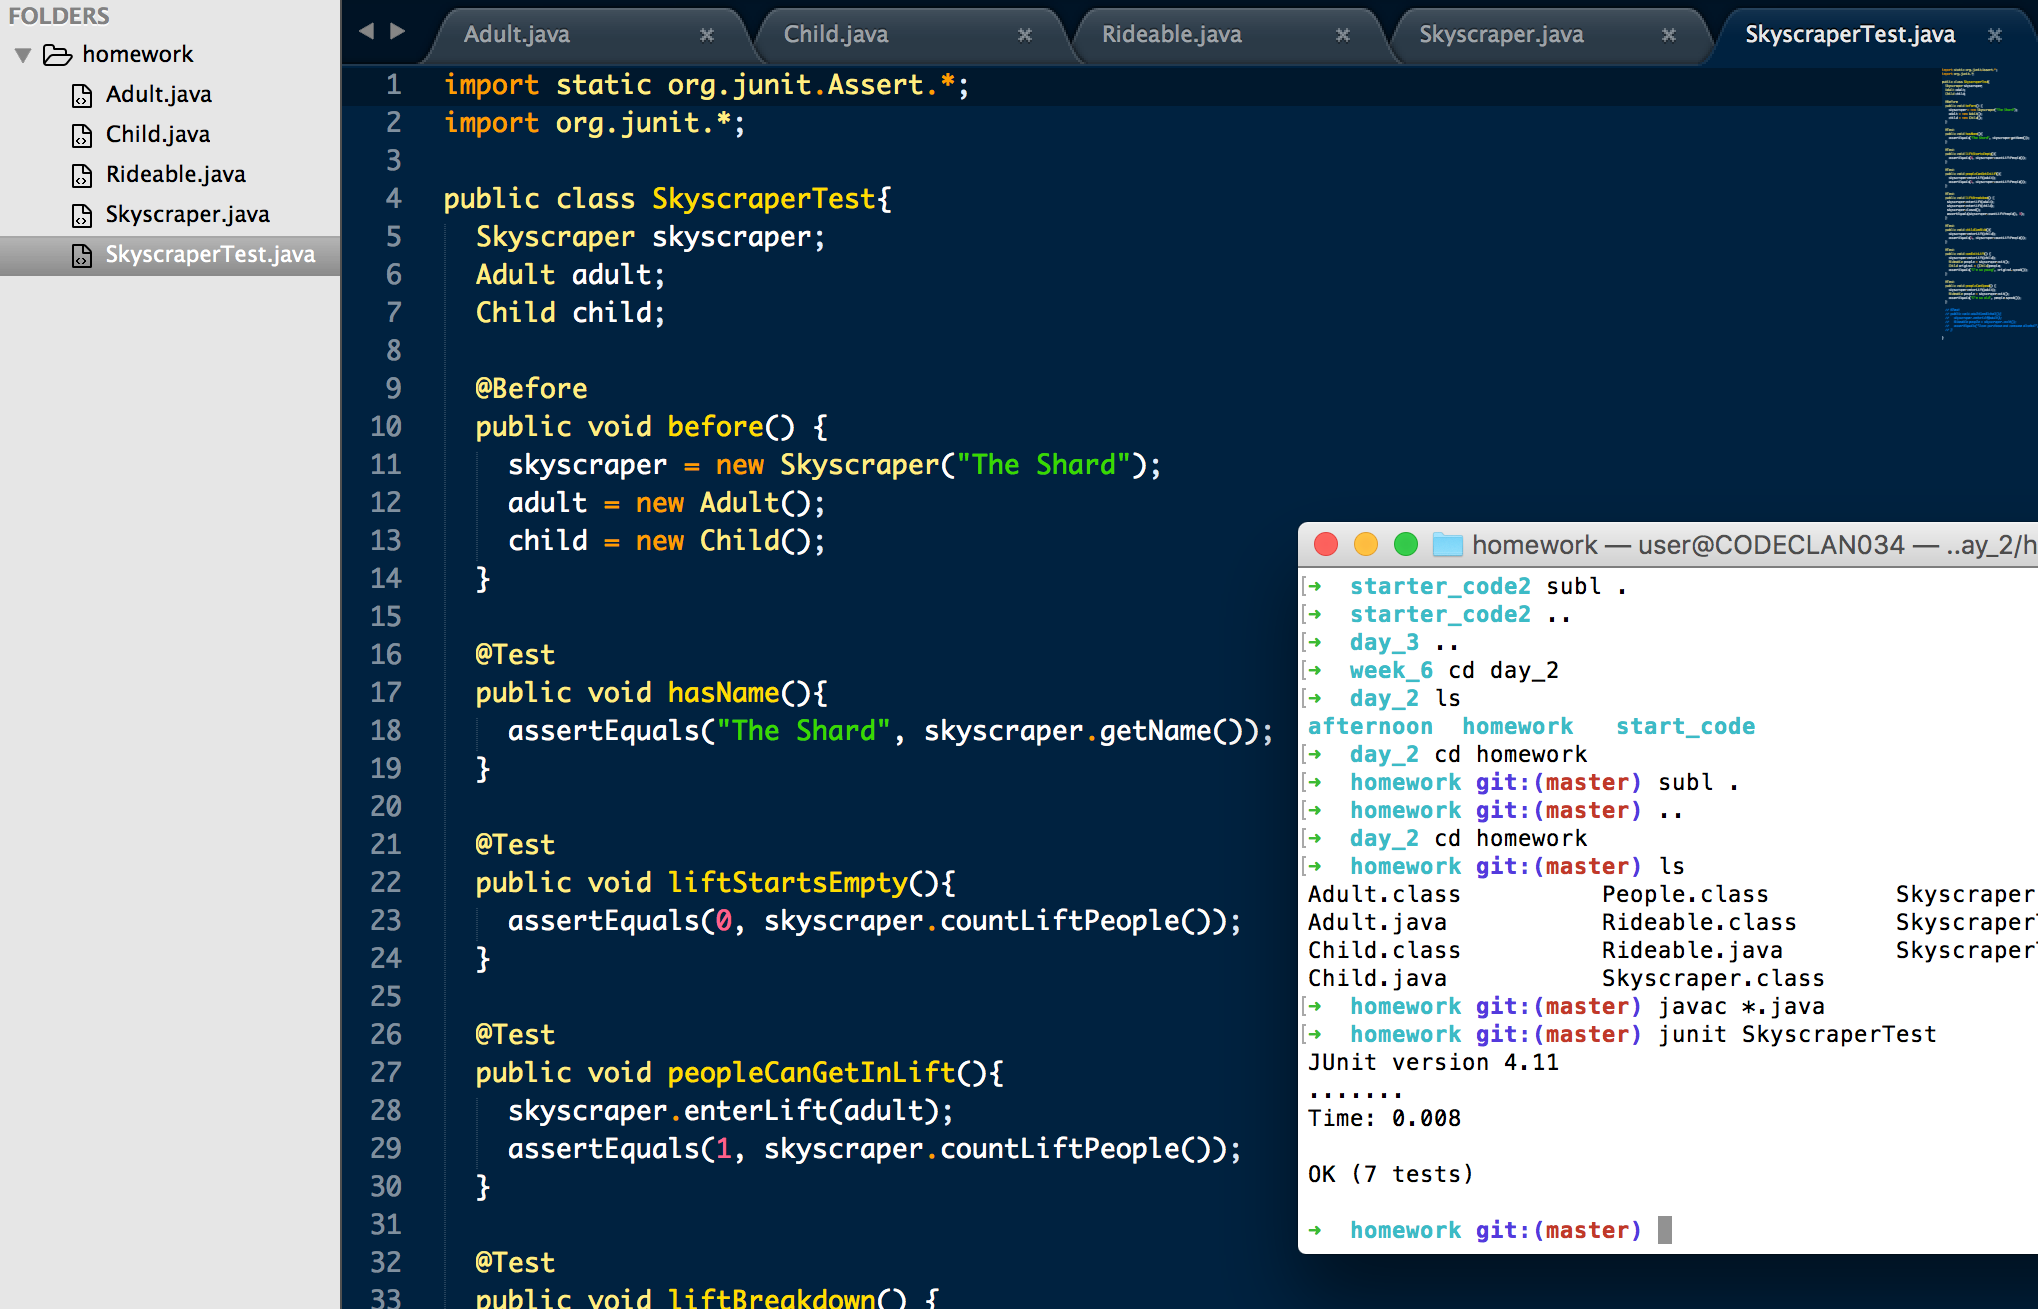 FOLDERS
homework
Adult.java
Child.java
Rideable.java
Skyscraper.java
SkyscraperTest.java
Adult.java × Child.java × Rideable.java × Skyscraper.java × SkyscraperTest.java ×
1 import static org.junit.Assert.*;
2 import org.junit.*;
3
4 public class SkyscraperTest{
5 Skyscraper skyscraper;
6 Adult adult;
7 Child child;
8
9 @Before
10 public void before() {
11 skyscraper = new Skyscraper("The Shard");
12 adult = new Adult();
13 child = new Child();
14 }
15
16 @Test
17 public void hasName(){
18 assertEquals("The Shard", skyscraper.getName());
19 }
20
21 @Test
22 public void liftStartsEmpty(){
23 assertEquals(0, skyscraper.countLiftPeople());
24 }
25
26 @Test
27 public void peopleCanGetInLift(){
28 skyscraper.enterLift(adult);
29 assertEquals(1, skyscraper.countLiftPeople());
30 }
31
32 @Test
33 public void liftBreakdown() {
homework — user@CODECLAN034 — ..ay_2/h
➜ starter_code2 subl .
➜ starter_code2 ..
➜ day_3 ..
➜ week_6 cd day_2
➜ day_2 ls
afternoon homework start_code
➜ day_2 cd homework
➜ homework git:(master) subl .
➜ homework git:(master) ..
➜ day_2 cd homework
➜ homework git:(master) ls
Adult.class People.class Skyscraper
Adult.java Rideable.class Skyscraper
Child.class Rideable.java Skyscraper
Child.java Skyscraper.class
➜ homework git:(master) javac *.java
➜ homework git:(master) junit SkyscraperTest
JUnit version 4.11
.......
Time: 0.008
OK (7 tests)
➜ homework git:(master)